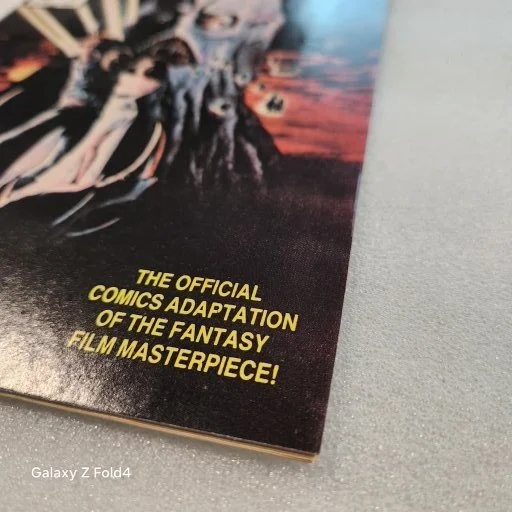 THE OFFICIAL
COMICS ADAPTATION
OF THE FANTASY
FILM MASTERPIECE!
Galaxy Z Fold4